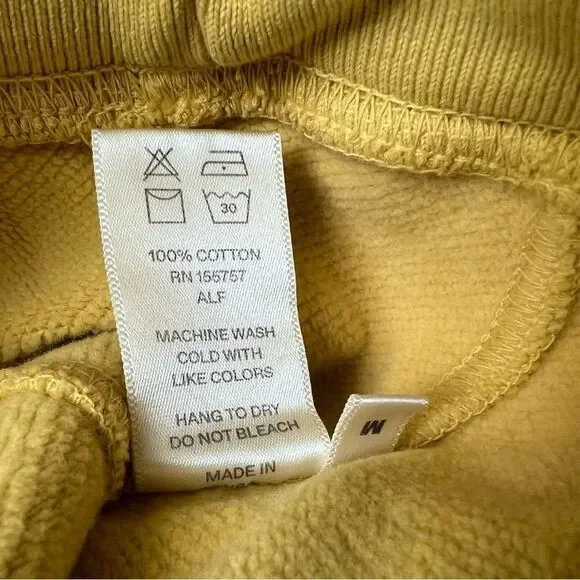 30
100% COTTON
RN 155757
ALF
MACHINE WASH
COLD WITH
LIKE COLORS
HANG TO DRY
DO NOT BLEACH
MADE IN
M